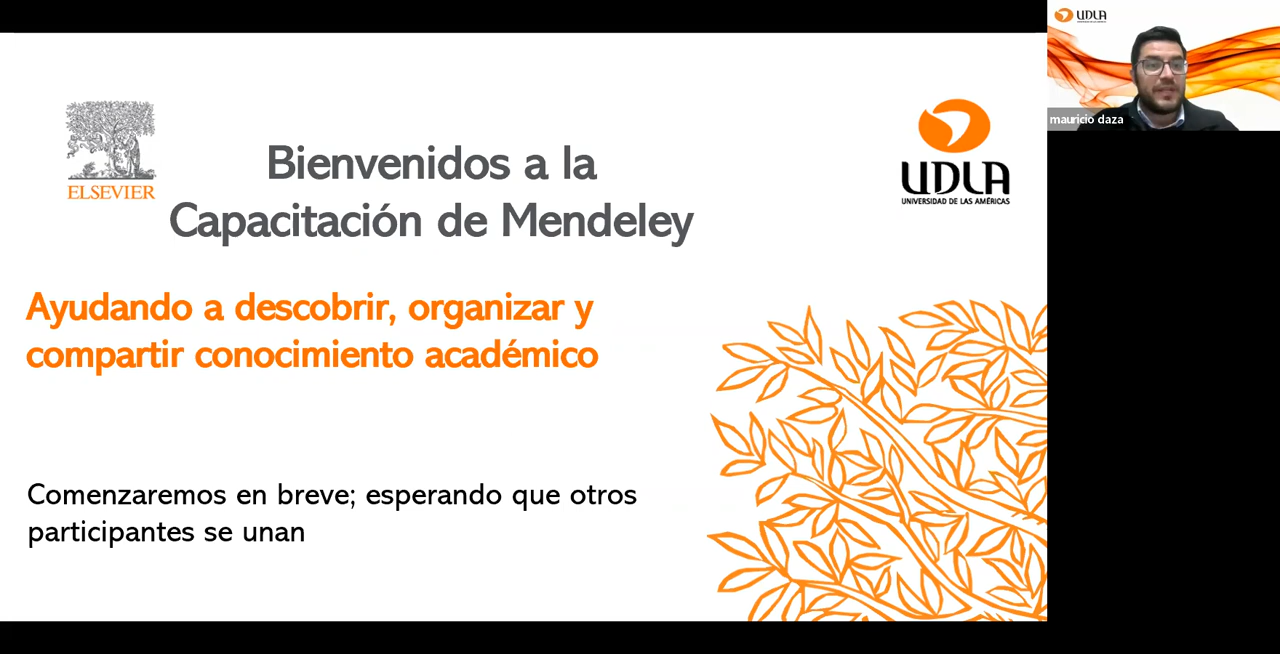 ELSEVIER
Bienvenidos a la
Capacitación de Mendeley
UDLA
UNIVERSIDAD DE LAS AMÉRICAS
Ayudando a descobrir, organizar y
compartir conocimiento académico
Comenzaremos en breve; esperando que otros
participantes se unan
UDLA
mauricio daza